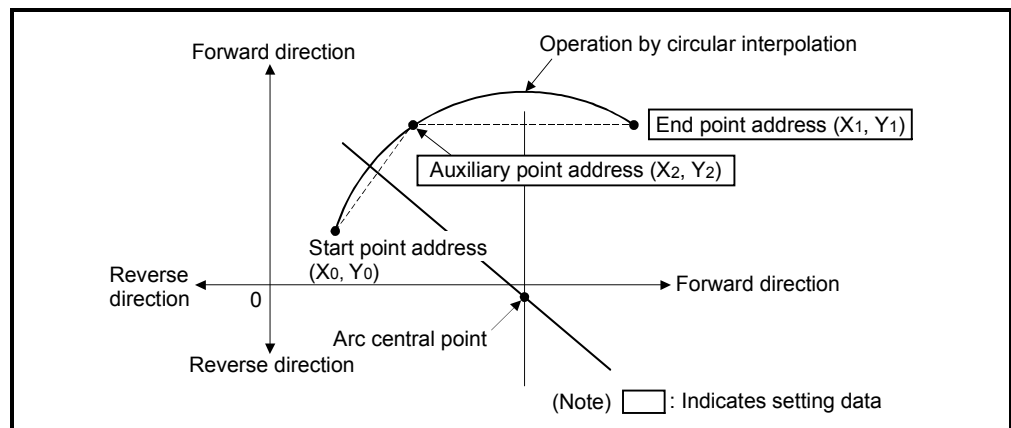 Operation by circular interpolation
Forward direction
End point address (X1, Y1)
Auxiliary point address (X2, Y2)
Start point address
(X0, Y0)
Reverse
direction
0
Forward direction
Arc central point
Reverse direction
(Note) : Indicates setting data